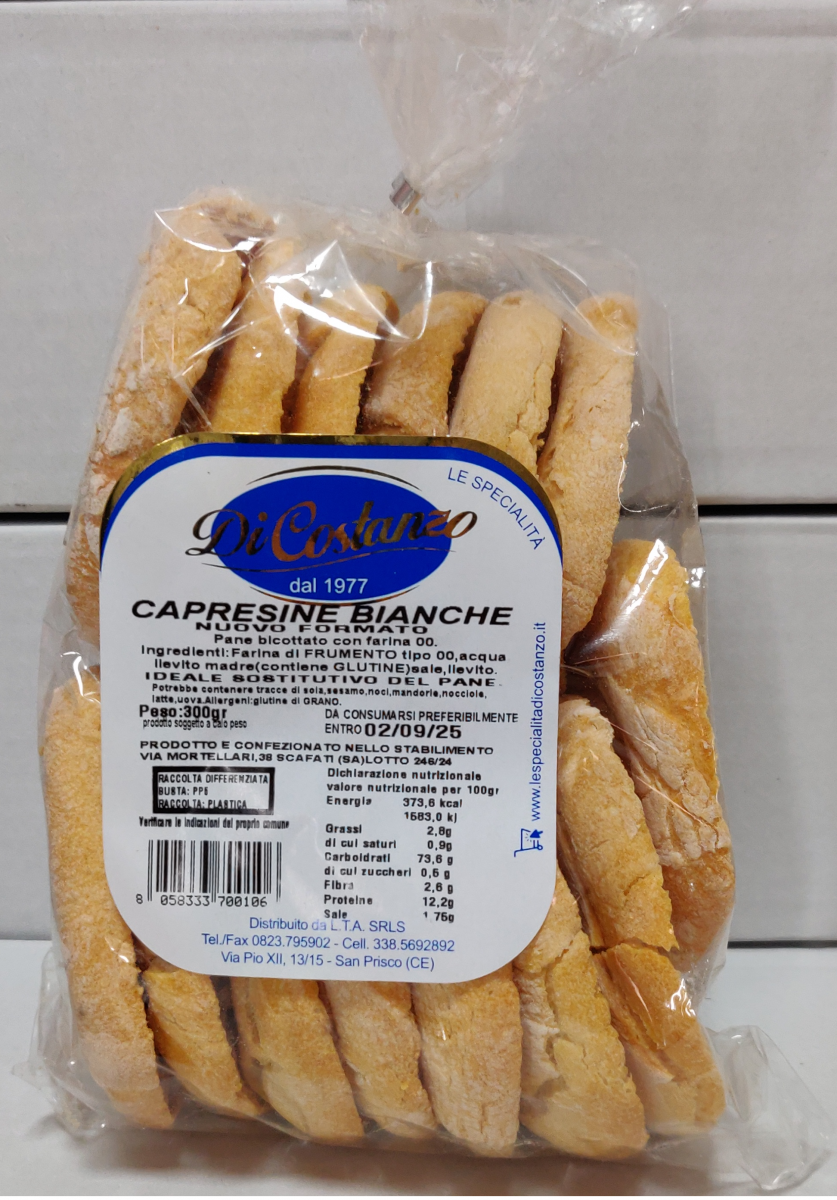 LE SPECIALITÀ
Di Costanzo
dal 1977
CAPRESINE BIANCHE
NUOVO FORMATO
Pane bicottato con farina 00.
Ingredienti: Farina di FRUMENTO tipo 00,acqua
lievito madre(contiene GLUTINE)sale,lievito.
IDEALE SOSTITUTIVO DEL PANE.
Potrebbe contenere tracce di soia,sesamo,noci,mandorle,nocciole,
latte,uova.Allergeni:glutine di GRANO.
Peso:300gr
prodotto soggetto a calo peso
DA CONSUMARSI PREFERIBILMENTE
ENTRO 02/09/25
PRODOTTO E CONFEZIONATO NELLO STABILIMENTO
VIA MORTELLARI,38 SCAFATI (SA)LOTTO 246/24
RACCOLTA DIFFERENZIATA
BUSTA: PP5
RACCOLTA: PLASTICA
Verificare le indicazioni del proprio comune
8 058333 700106
Dichiarazione nutrizionale
valore nutrizionale per 100gr
Energia 373,6 kcal
1583,0 kj
Grassi 2,8g
di cui saturi 0,9g
Carboidrati 73,6 g
di cui zuccheri 0,5 g
Fibra 2,6 g
Proteine 12,2g
Sale 1,75g
www.lespecialitadicostanzo.it
Distribuito da L.T.A. SRLS
Tel./Fax 0823.795902 - Cell. 338.5692892
Via Pio XII, 13/15 - San Prisco (CE)